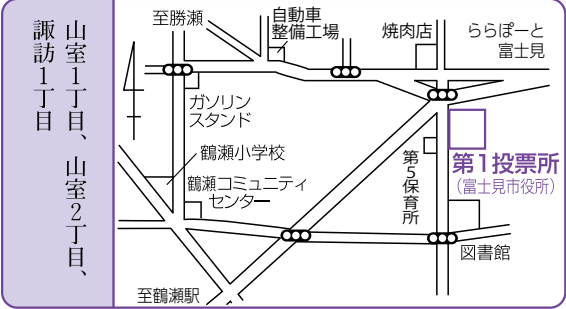 山室1丁目、山室2丁目、
諏訪1丁目
至勝瀬
自動車
整備工場
焼肉店
ららぽーと
富士見
ガソリン
スタンド
鶴瀬小学校
鶴瀬コミュニティ
センター
第5保育所
第1投票所
（富士見市役所）
図書館
至鶴瀬駅